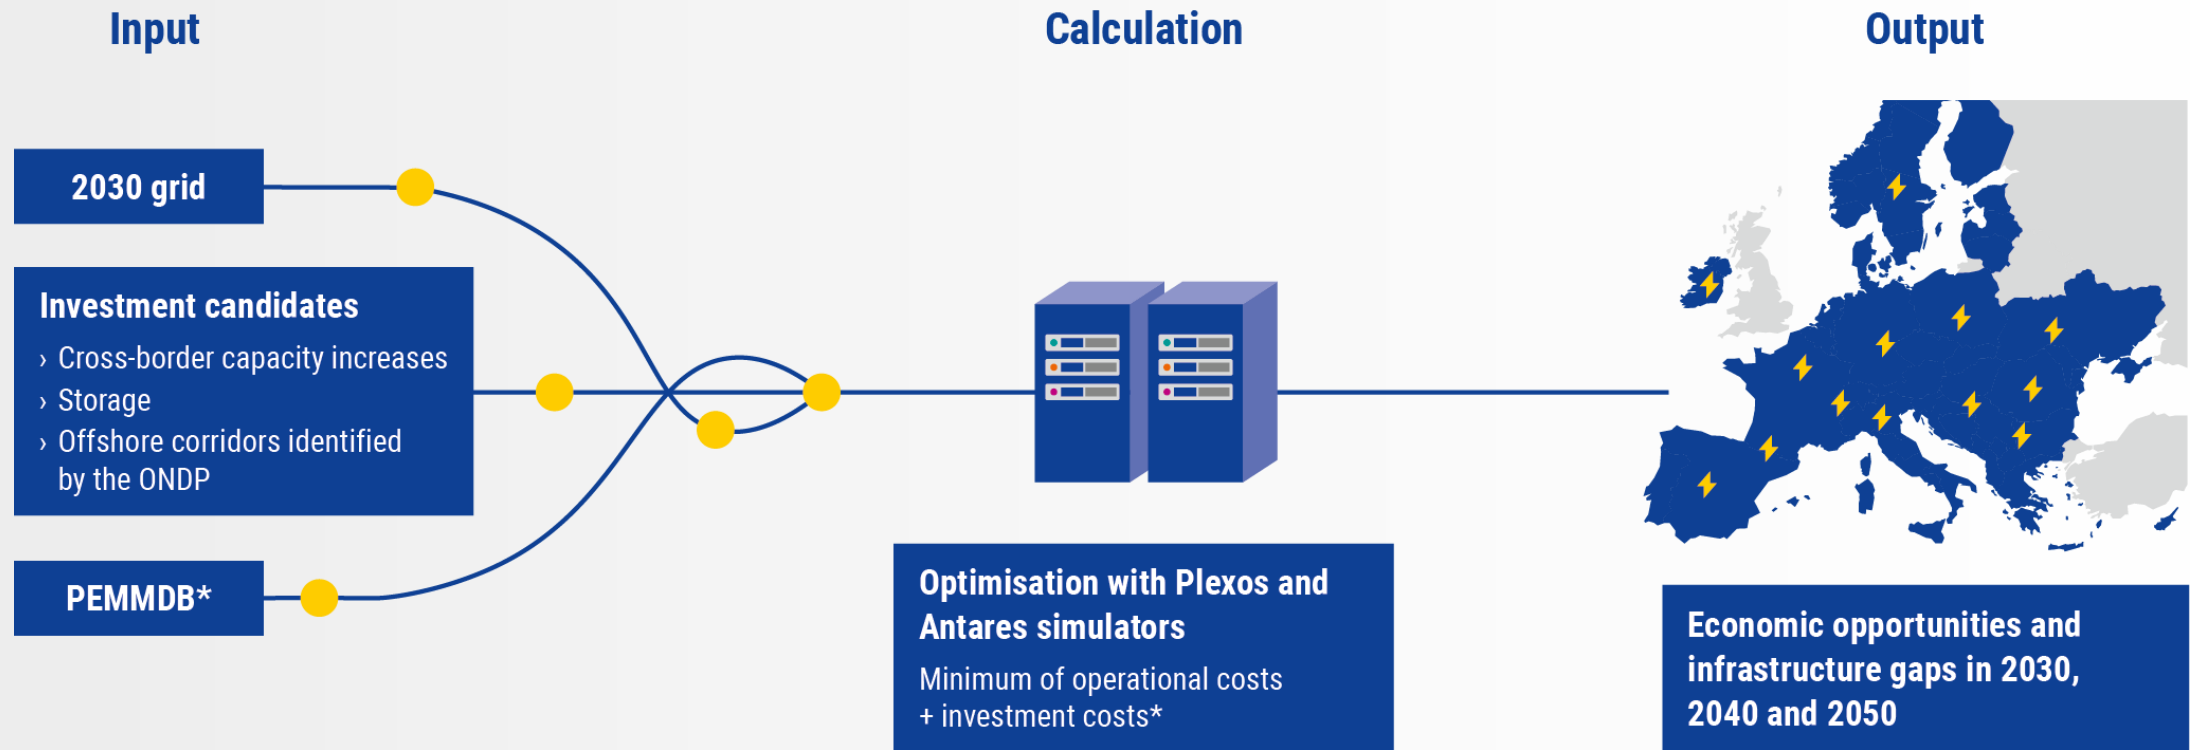 Input
Calculation
Output
2030 grid
Investment candidates
› Cross-border capacity increases
› Storage
› Offshore corridors identified
by the ONDP
PEMMDB*
Optimisation with Plexos and
Antares simulators
Minimum of operational costs
+ investment costs*
Economic opportunities and
infrastructure gaps in 2030,
2040 and 2050